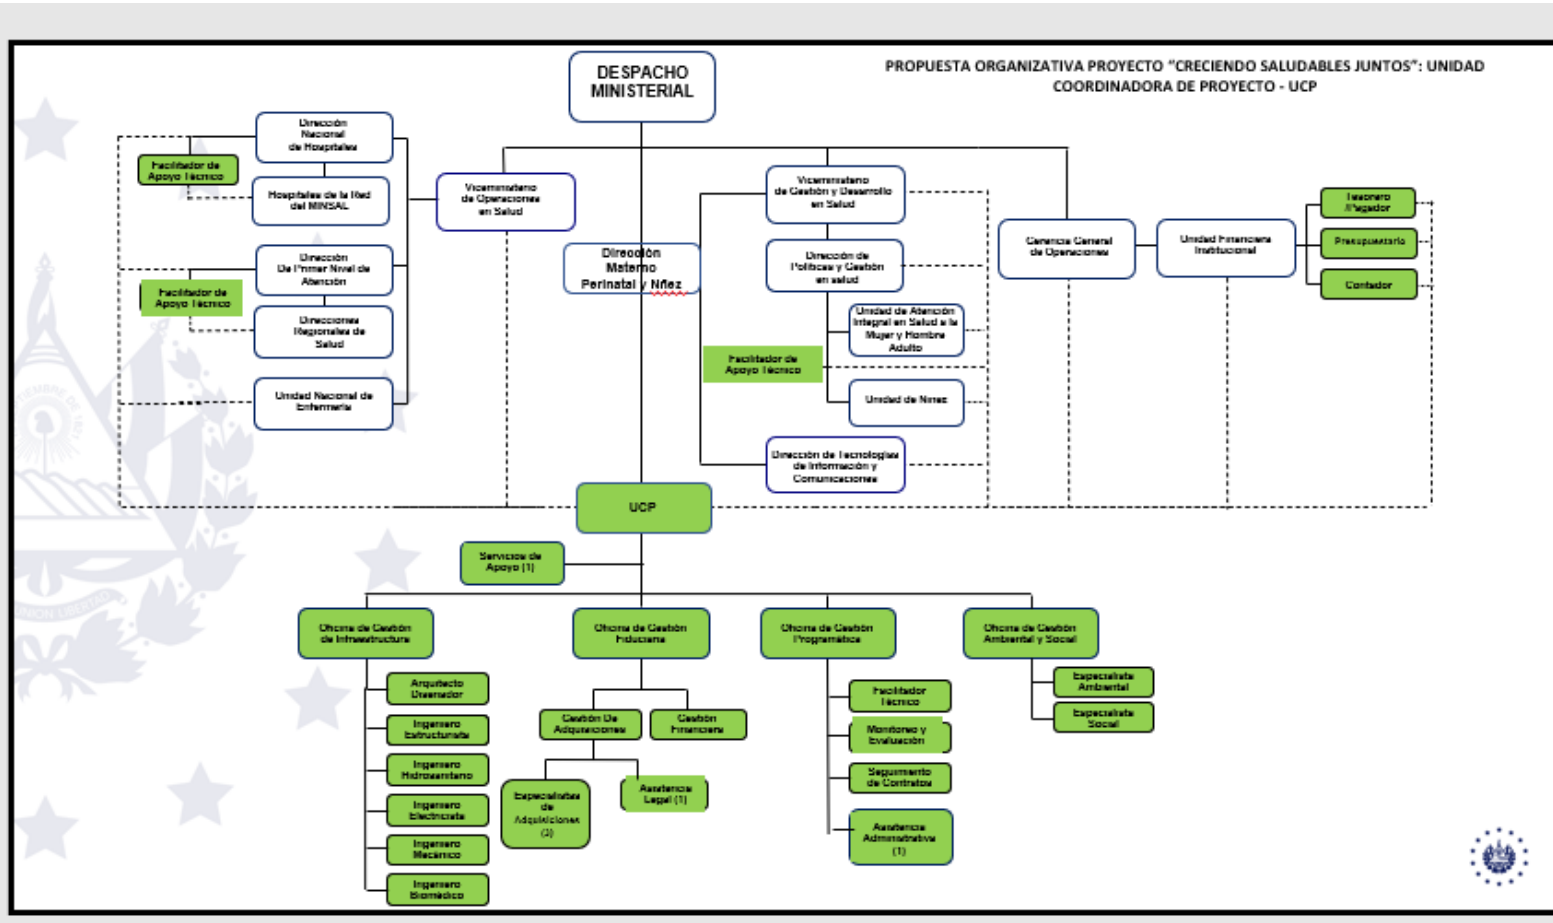 DESPACHO
MINISTERIAL
PROPUESTA ORGANIZATIVA PROYECTO "CRECIENDO SALUDABLES JUNTOS": UNIDAD
COORDINADORA DE PROYECTO - UCP
Dirección
Nacional
de Hospitales
Facilitador de
Apoyo Técnico
Hospitales de la Red
del MINSAL
Dirección
De Primer Nivel de
Atención
Facilitador de
Apoyo Técnico
Direcciones
Regionales de
Salud
Unidad Nacional de
Enfermería
Viceministerio
de Operaciones
en Salud
Dirección
Materno
Perinatal y Niñez
Viceministerio
de Gestión y Desarrollo
en Salud
Dirección de
Políticas y Gestión
en salud
Unidad de Atención
Integral en Salud a la
Mujer y Hombre
Adulto
Facilitador de
Apoyo Técnico
Unidad de Niñez
Dirección de Tecnologías
de Información y
Comunicaciones
Gerencia General
de Operaciones
Unidad Financiera
Institucional
Tesorero
/Pagador
Presupuestario
Contador
UCP
Servicios de
Apoyo (1)
Oficina de Gestión
de Infraestructura
Arquitecto
Diseñador
Ingeniero
Estructurista
Ingeniero
Hidrosanitario
Ingeniero
Electricista
Ingeniero
Mecánico
Ingeniero
Biomédico
Oficina de Gestión
Fiduciaria
Gestión De
Adquisiciones
Gestión
Financiera
Especialistas
de
Adquisiciones
Asistencia
Legal (1)
Oficina de Gestión
Programática
Facilitador
Técnico
Monitoreo y
Evaluación
Seguimiento
de Contratos
Asistencia
Administrativa
(1)
Oficina de Gestión
Ambiental y Social
Especialista
Ambiental
Especialista
Social
UNION LIBERTAD